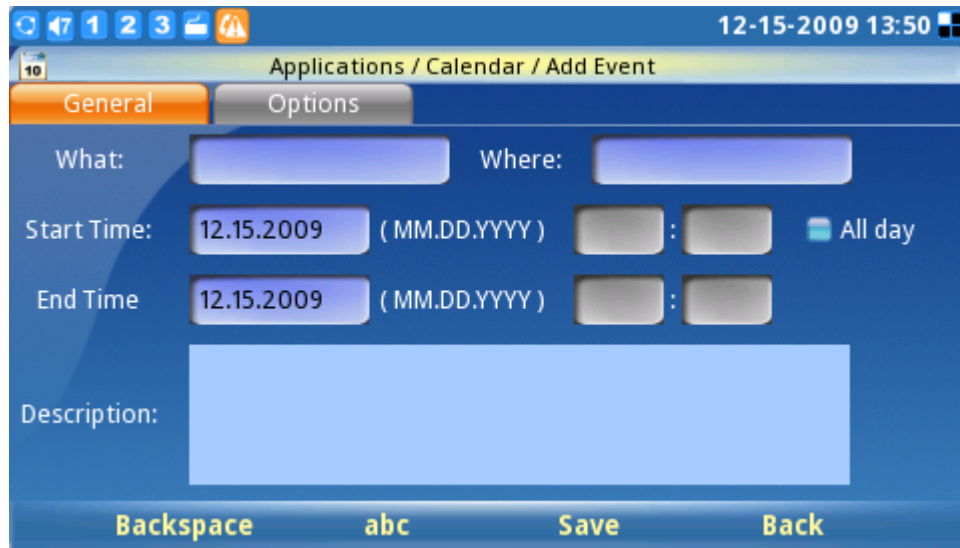 7 1 2 3 12-15-2009 13:50
10 Applications / Calendar / Add Event
General Options
What: Where:
Start Time: 12.15.2009 ( MM.DD.YYYY ) : All day
End Time 12.15.2009 ( MM.DD.YYYY ) :
Description:
Backspace abc Save Back